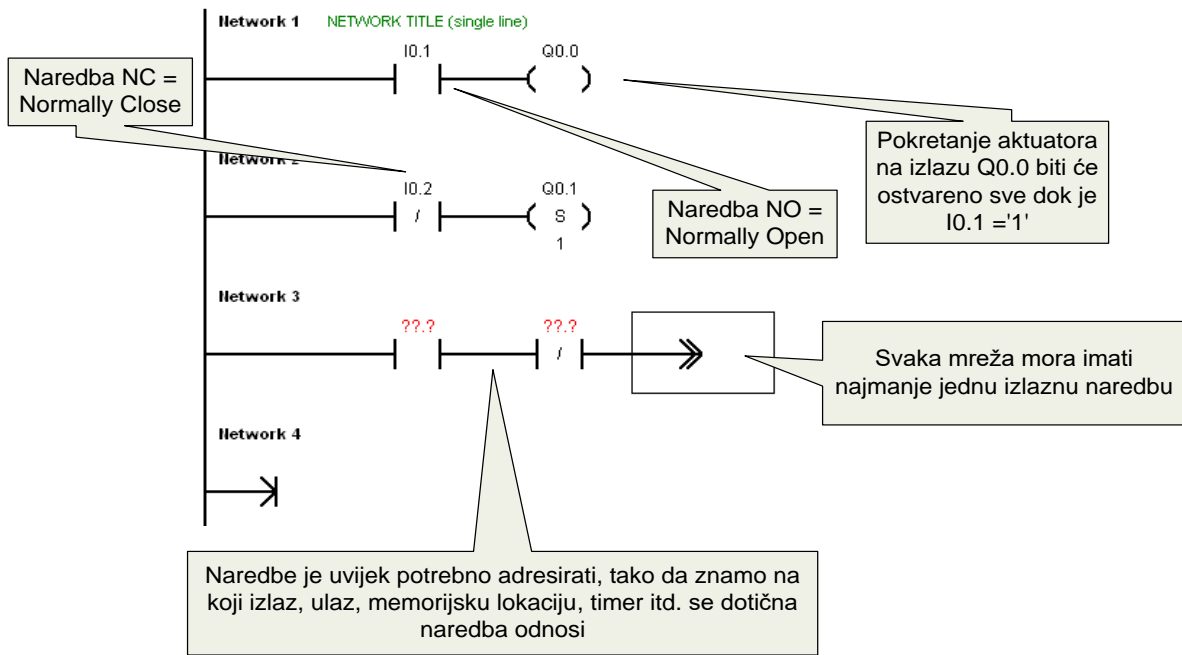 Network 1 NETWORK TITLE (single line)
I0.1
Q0.0
Naredba NC =
Normally Close
Pokretanje aktuatora
na izlazu Q0.0 biti će
ostvareno sve dok je
I0.1 ='1'
Network 2
I0.2
/
Q0.1
S
1
Naredba NO =
Normally Open
Network 3
??.?
??.?
/
Svaka mreža mora imati
najmanje jednu izlaznu naredbu
Network 4
Naredbe je uvijek potrebno adresirati, tako da znamo na
koji izlaz, ulaz, memorijsku lokaciju, timer itd. se dotična
naredba odnosi